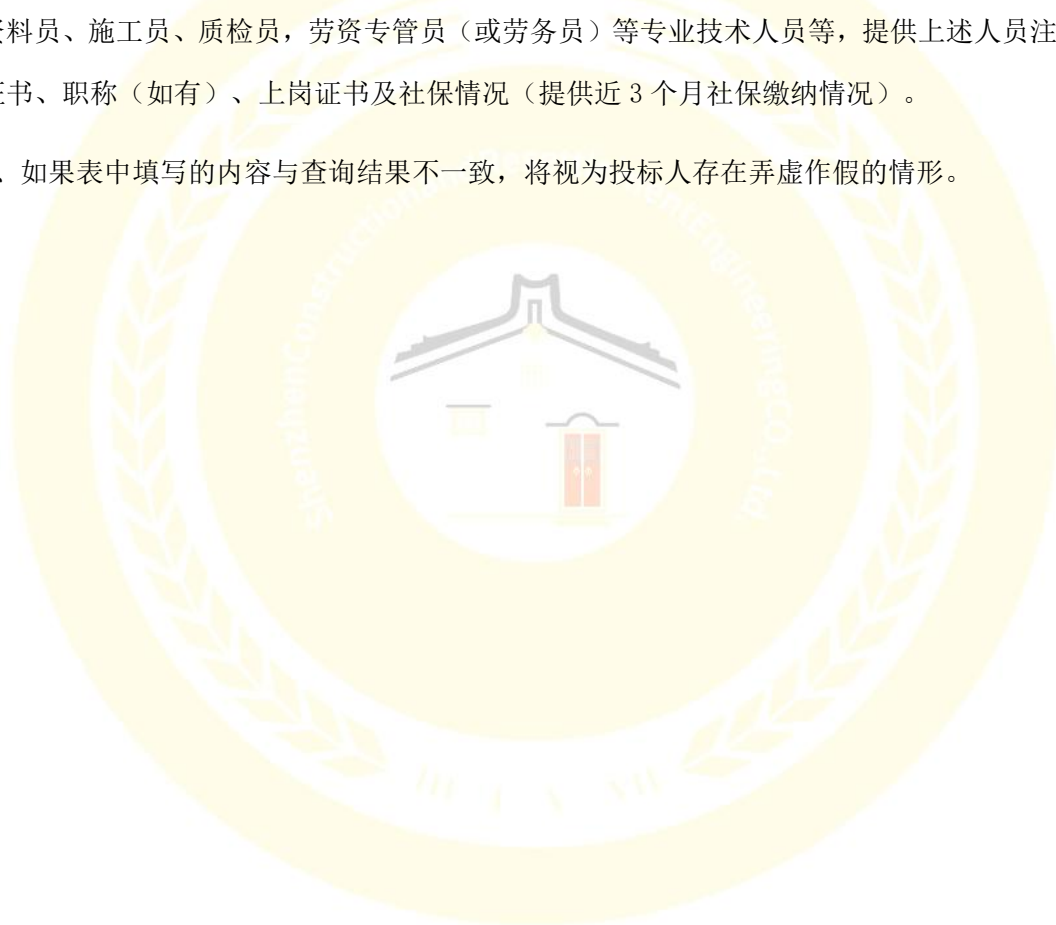 料员、施工员、质检员，劳资专管员（或劳务员）等专业技术人员等，提供上述人员注
证书、职称（如有）、上岗证书及社保情况（提供近 3 个月社保缴纳情况）。
. 如果表中填写的内容与查询结果不一致，将视为投标人存在弄虚作假的情形。